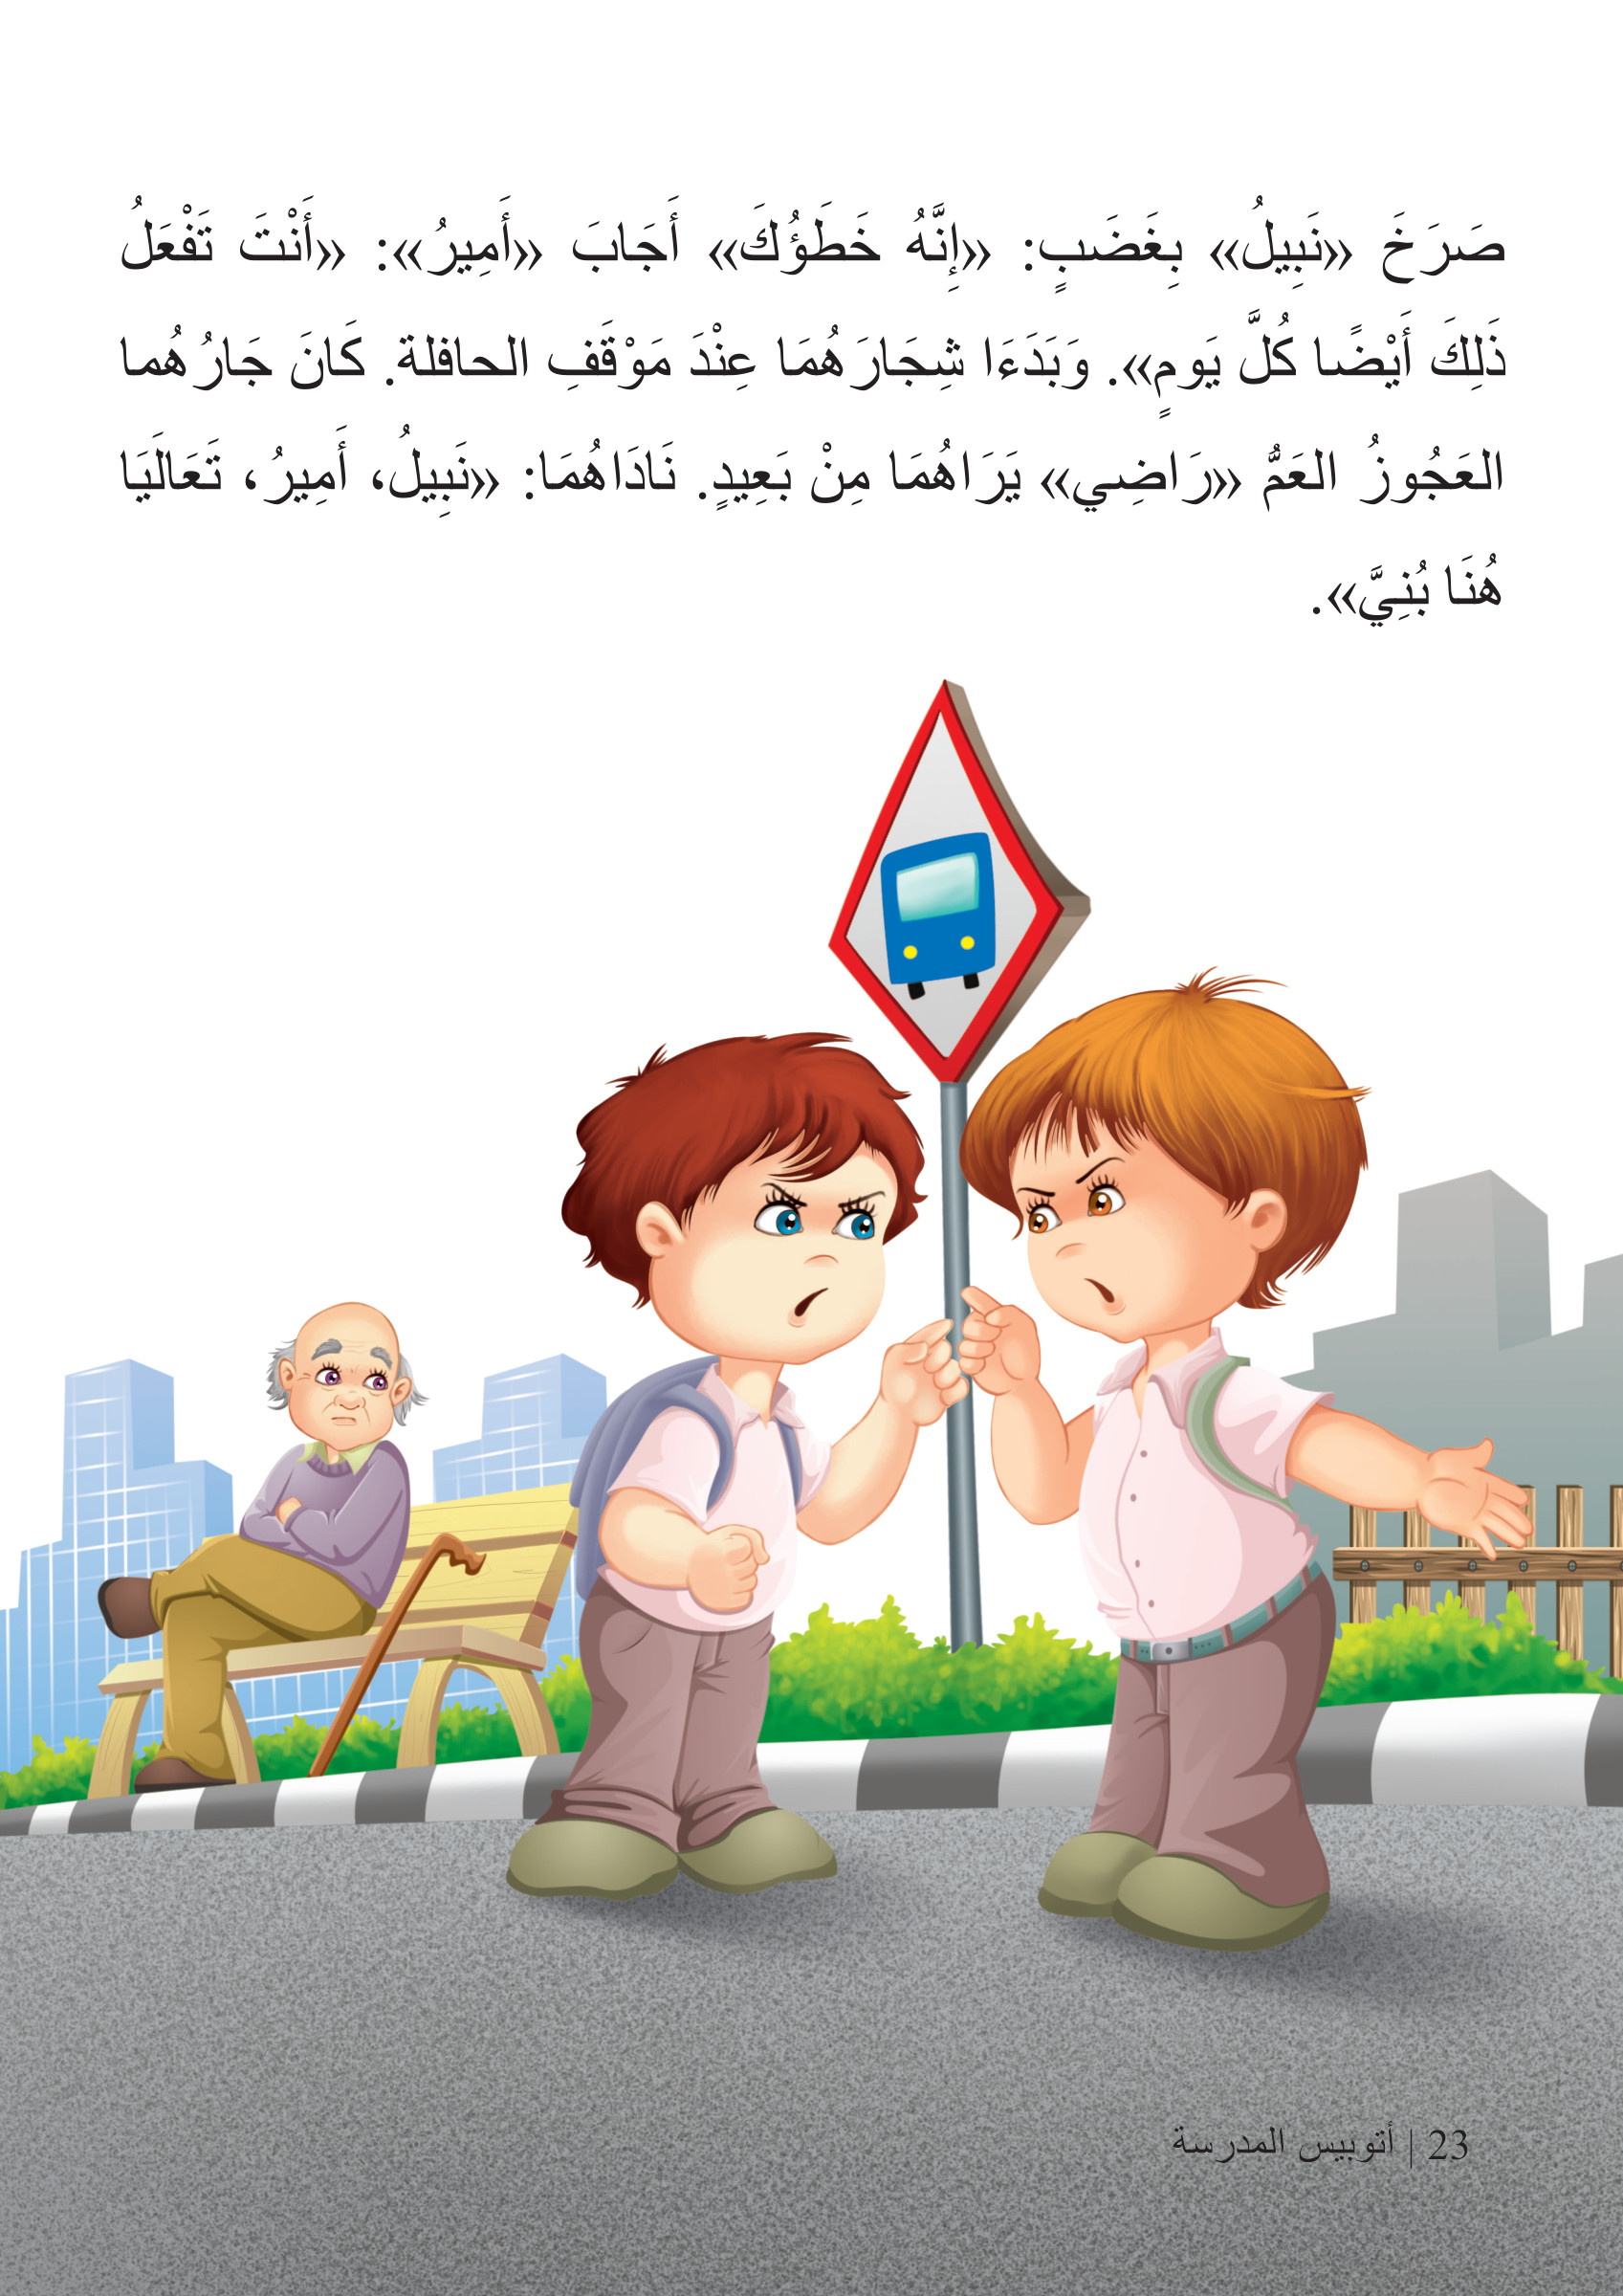 صَرَخَ «نَبِيلُ» بِغَضَبٍ: «إِنَّهُ خَطَؤُكَ» أَجَابَ «أَمِيرُ»: «أَنْتَ تَفْعَلُ
ذَلِكَ أَيْضًا كُلَّ يَومٍ». وَبَدَءَا شِجَارَهُمَا عِنْدَ مَوْقَفِ الحافلة. كَانَ جَارُهُما
العَجُوزُ العَمُّ «رَاضِي» يَرَاهُمَا مِنْ بَعِيدٍ. نَادَاهُمَا: «نَبِيلُ، أَمِيرُ، تَعَالَيَا
هُنَا بُنِيَّ».
23 | أتوبيس المدرسة